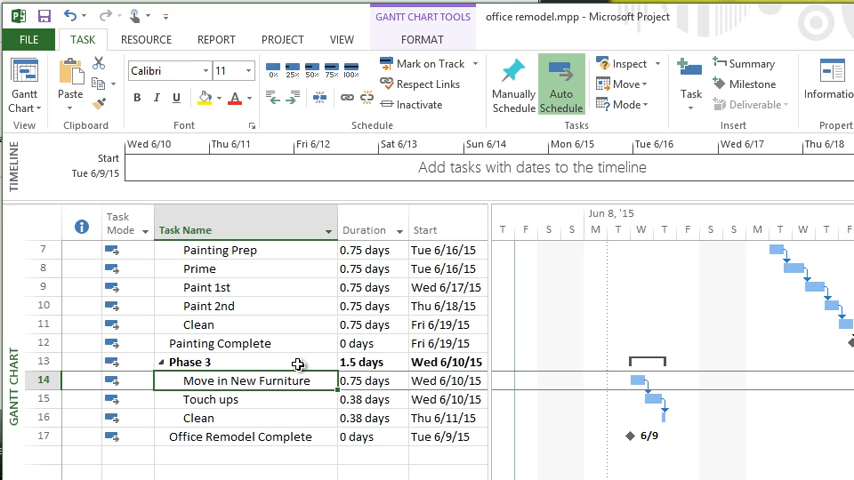 GANTT CHART TOOLS
office remodel.mpp - Microsoft Project
FILE TASK RESOURCE REPORT PROJECT VIEW FORMAT
Gantt Chart
View
Paste
Clipboard
Calibri 11
B I U A
Font
0% 25% 50% 75% 100%
Mark on Track
Respect Links
Inactivate
Schedule
Manually Schedule
Auto Schedule
Inspect
Move
Mode
Tasks
Task
Summary
Milestone
Deliverable
Insert
Information
Propert
TIMELINE
Wed 6/10 Thu 6/11 Fri 6/12 Sat 6/13 Sun 6/14 Mon 6/15 Tue 6/16 Wed 6/17 Thu 6/18
Start
Tue 6/9/15
Add tasks with dates to the timeline
GANTT CHART
Task Mode Task Name Duration Start
Jun 8, '15
T F S S M T W T F S S M T W T F
7 Painting Prep 0.75 days Tue 6/16/15
8 Prime 0.75 days Tue 6/16/15
9 Paint 1st 0.75 days Wed 6/17/15
10 Paint 2nd 0.75 days Thu 6/18/15
11 Clean 0.75 days Fri 6/19/15
12 Painting Complete 0 days Fri 6/19/15
13 Phase 3 1.5 days Wed 6/10/15
14 Move in New Furniture 0.75 days Wed 6/10/15
15 Touch ups 0.38 days Wed 6/10/15
16 Clean 0.38 days Thu 6/11/15
17 Office Remodel Complete 0 days Tue 6/9/15
6/9